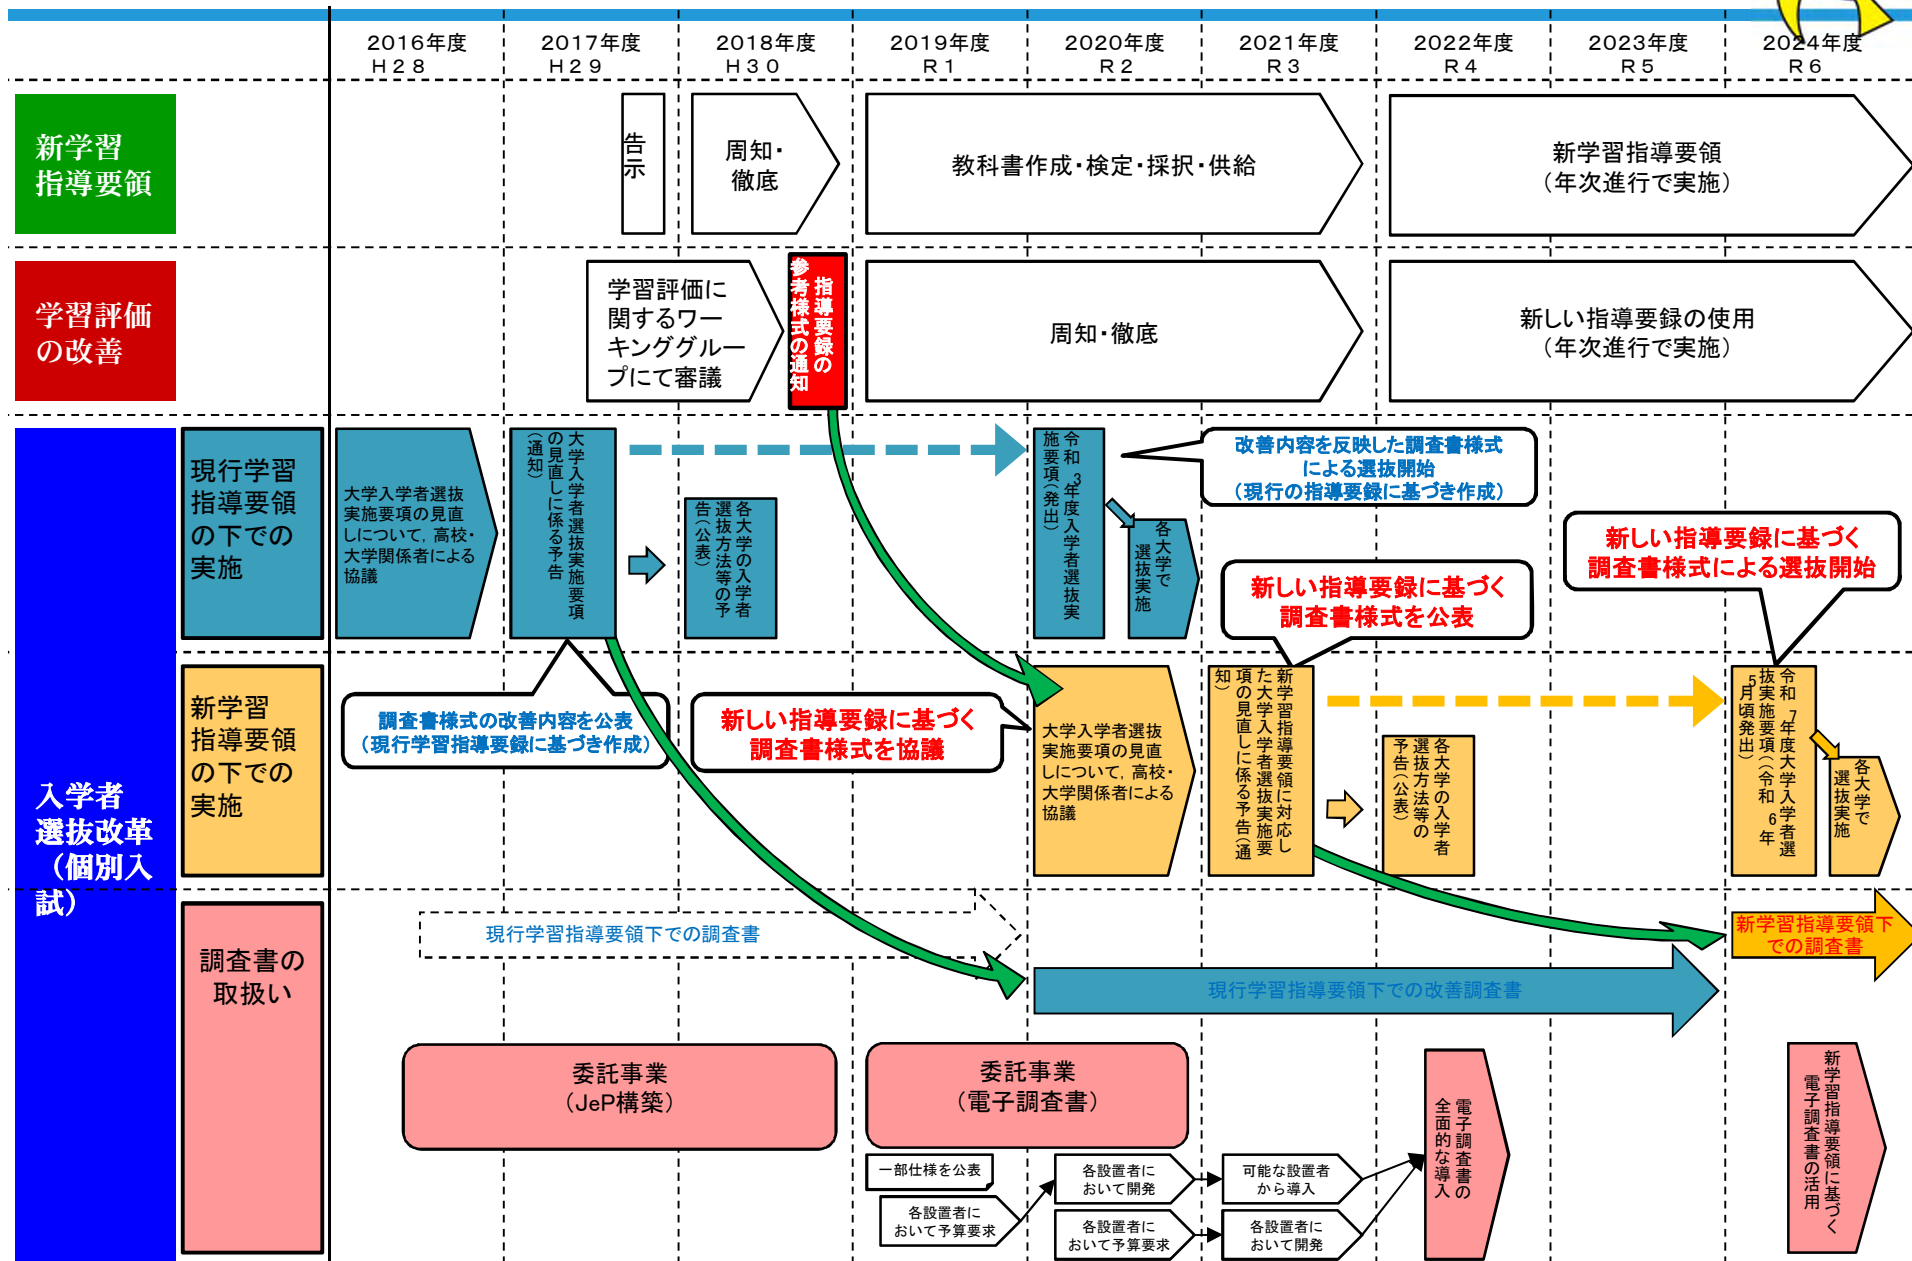 2016年度
H28
2017年度
H29
2018年度
H30
2019年度
R1
2020年度
R2
2021年度
R3
2022年度
R4
2023年度
R5
2024年度
R6
新学習
指導要領
告示
周知・
徹底
教科書作成・検定・採択・供給
新学習指導要領
（年次進行で実施）
学習評価
の改善
学習評価に
関するワー
キンググルー
プにて審議
指導要録の
参考様式の通知
周知・徹底
新しい指導要録の使用
（年次進行で実施）
入学者
選抜改革
（個別入
試）
現行学習
指導要領
の下での
実施
大学入学者選抜
実施要項の見直
しについて，高校・
大学関係者による
協議
大学入学者選抜実施要項
の見直しに係る予告
（通知）
各大学の入学者
選抜方法等の予
告（公表）
令和3年度入学者選抜実
施要項（発出）
各大学で
選抜実施
改善内容を反映した調査書様式
による選抜開始
（現行の指導要録に基づき作成）
新しい指導要録に基づく
調査書様式を公表
新しい指導要録に基づく
調査書様式による選抜開始
新学習
指導要領
の下での
実施
調査書様式の改善内容を公表
（現行学習指導要録に基づき作成）
新しい指導要録に基づく
調査書様式を協議
大学入学者選抜
実施要項の見直
しについて，高校・
大学関係者による
協議
新学習指導要領に対応し
た大学入学者選抜実施要
項の見直しに係る予告（通
知）
各大学の入学者
選抜方法等の
予告（公表）
令和7年度大学入学者選
抜実施要項（（令和6年
5月頃発出）
各大学で
選抜実施
調査書の
取扱い
現行学習指導要領下での調査書
新学習指導要領下
での調査書
現行学習指導要領下での改善調査書
委託事業
（JeP構築）
委託事業
（電子調査書）
一部仕様を公表
各設置者に
おいて予算要求
各設置者に
おいて開発
各設置者に
おいて予算要求
可能な設置者
から導入
各設置者に
おいて開発
電子調査書の
全面的な導入
新学習指導要領に基づく
電子調査書の活用